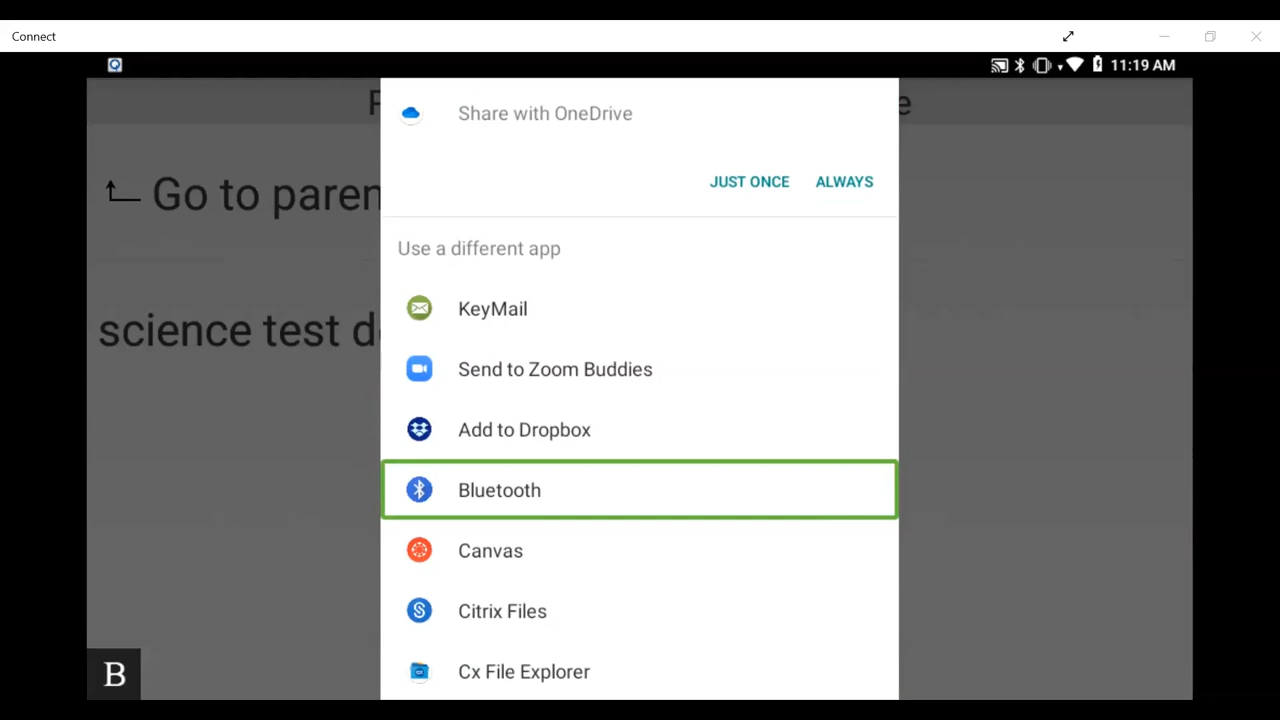 Connect
11:19 AM
Share with OneDrive
JUST ONCE ALWAYS
Go to paren
Use a different app
KeyMail
science test d
Send to Zoom Buddies
Add to Dropbox
Bluetooth
Canvas
Citrix Files
Cx File Explorer
B